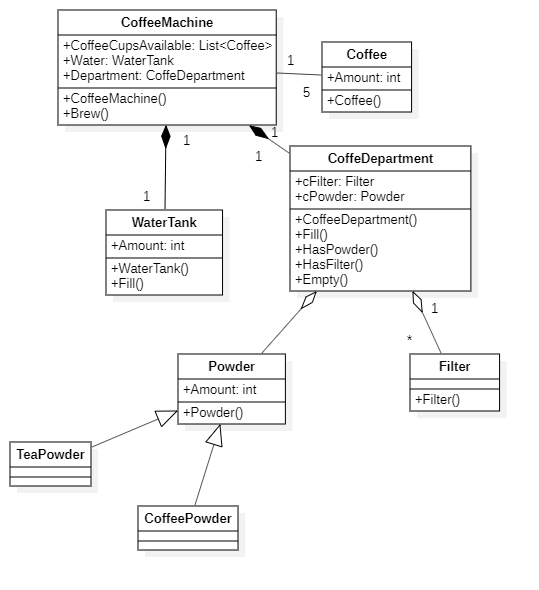 CoffeeMachine
+CoffeeCupsAvailable: List<Coffee>
+Water: WaterTank
+Department: CoffeDepartment
+CoffeeMachine()
+Brew()
1
5
Coffee
+Amount: int
+Coffee()
1
1
1
1
WaterTank
+Amount: int
+WaterTank()
+Fill()
CoffeDepartment
+cFilter: Filter
+cPowder: Powder
+CoffeeDepartment()
+Fill()
+HasPowder()
+HasFilter()
+Empty()
1
*
Powder
+Amount: int
+Powder()
Filter
+Filter()
TeaPowder
CoffeePowder